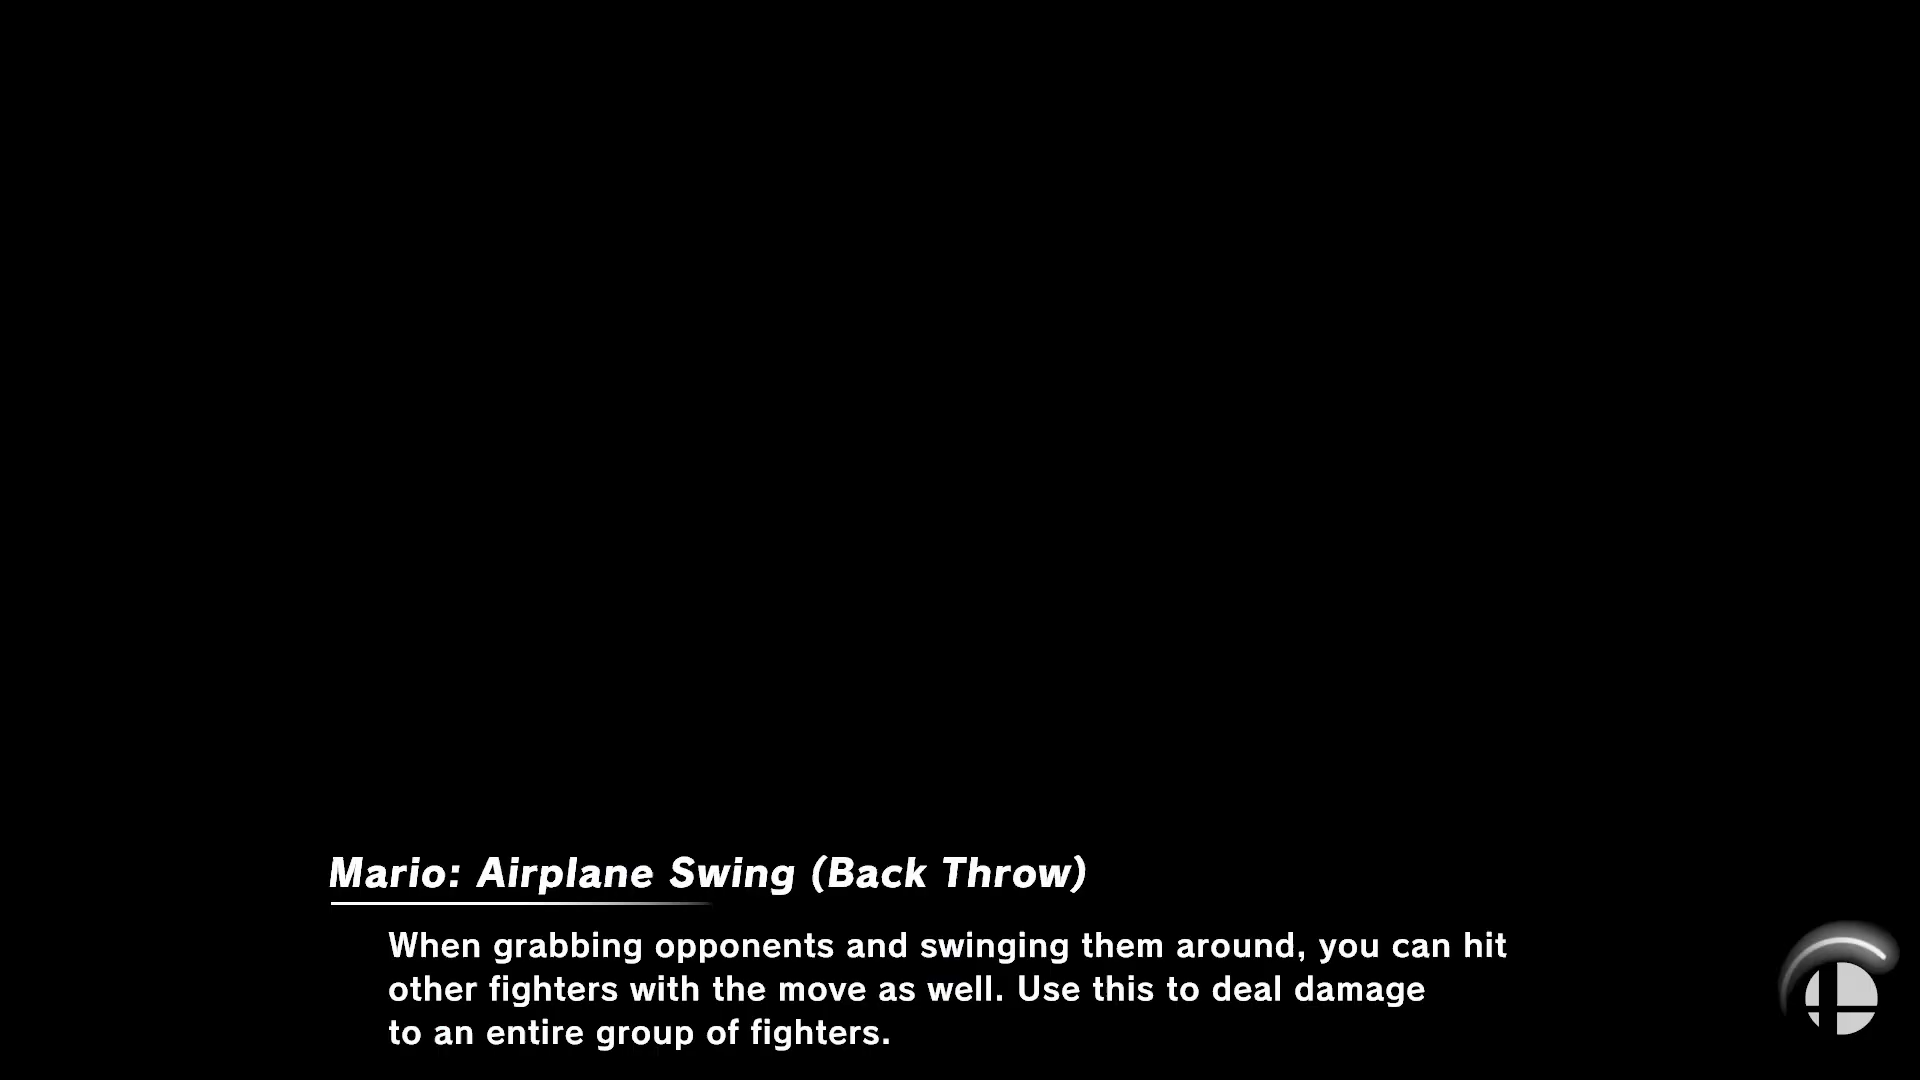 Mario: Airplane Swing (Back Throw)
When grabbing opponents and swinging them around, you can hit
other fighters with the move as well. Use this to deal damage
to an entire group of fighters.